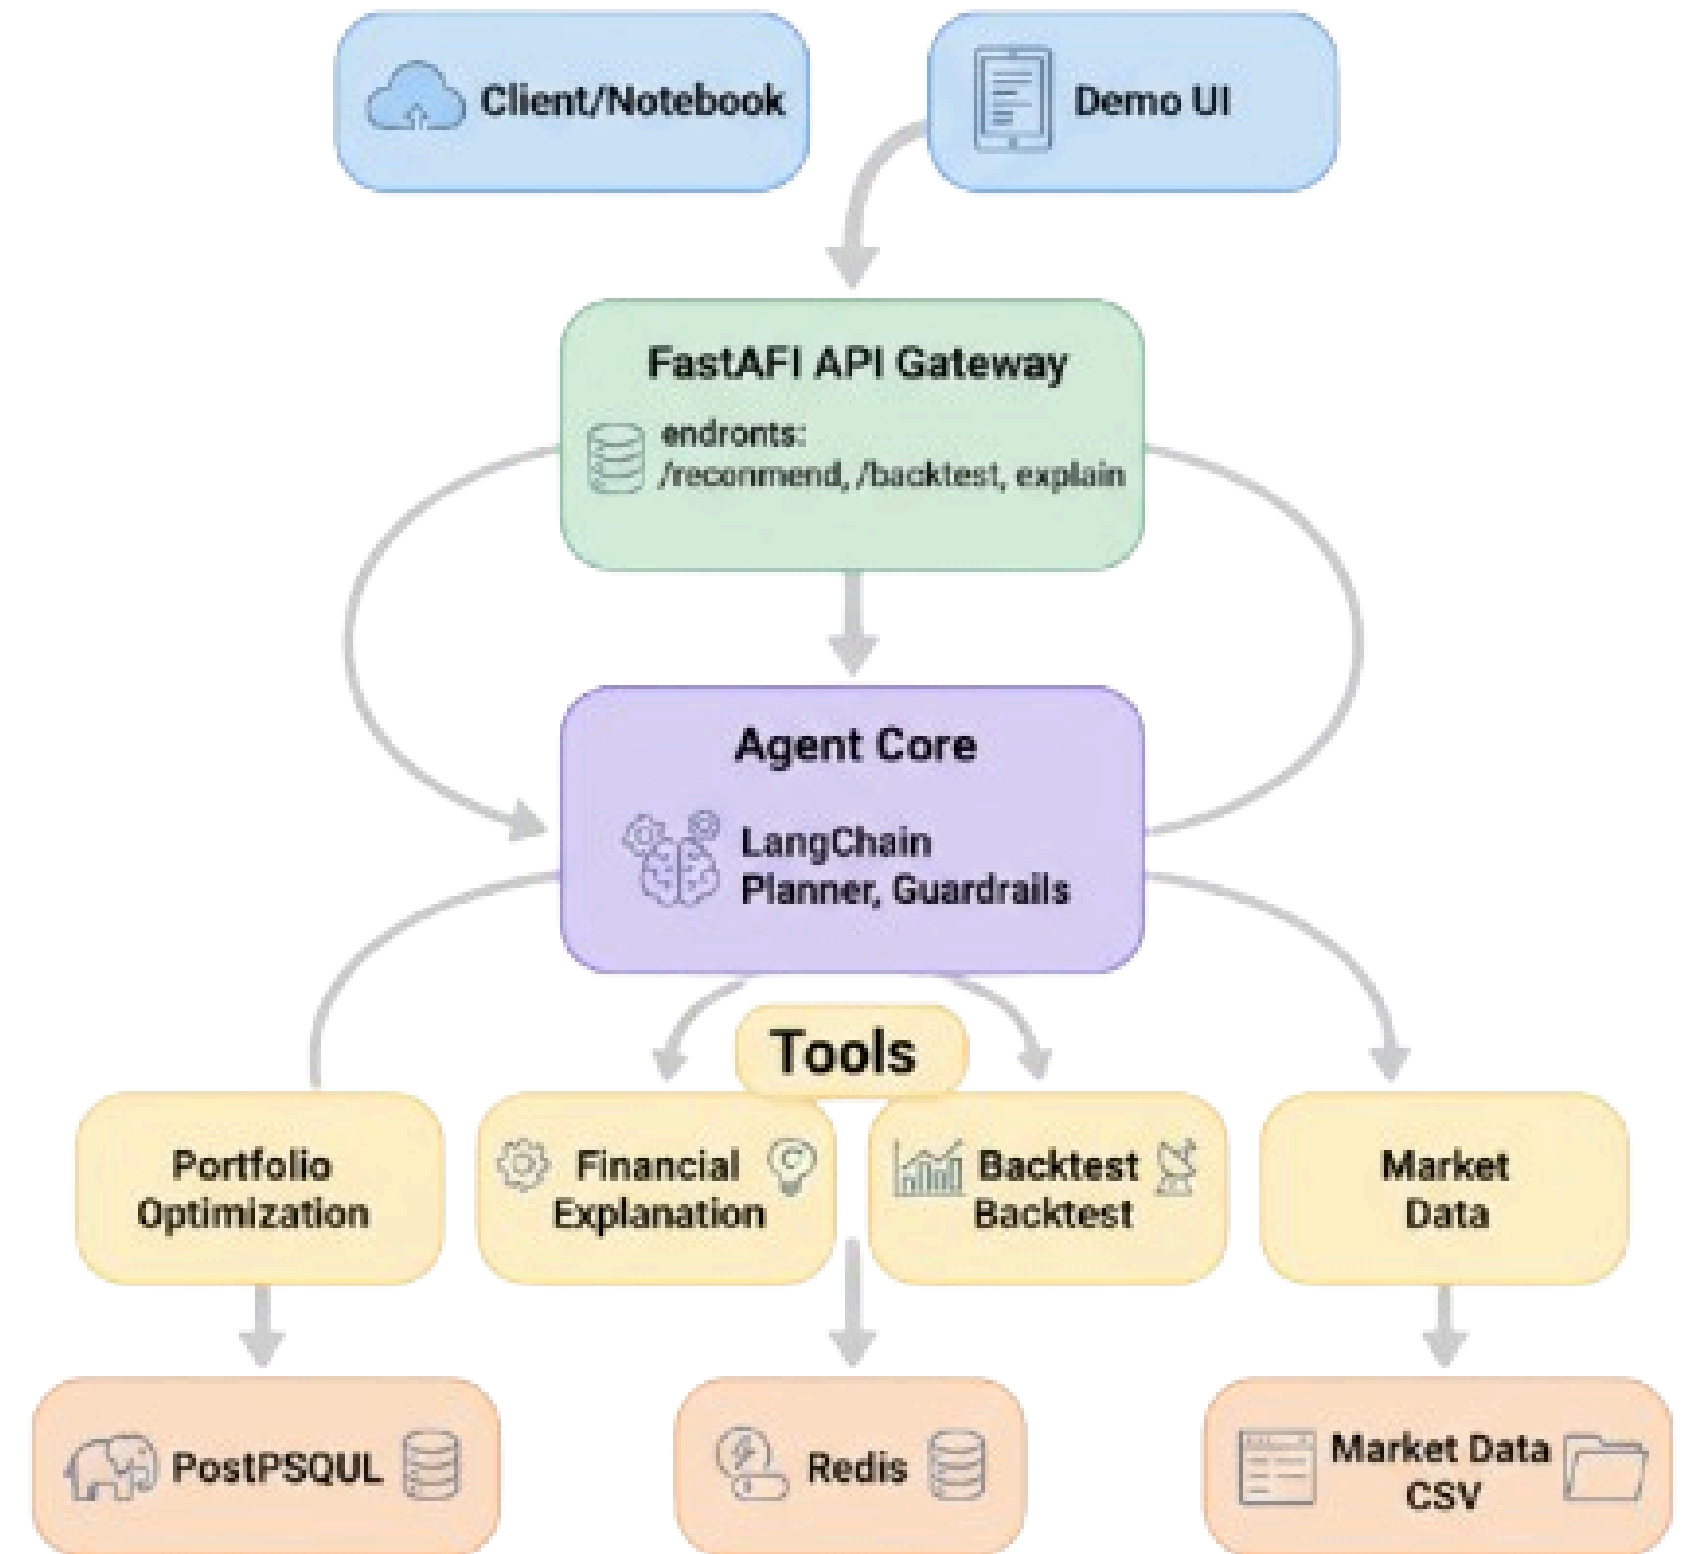 Client/Notebook
Demo UI
FastAFI API Gateway
endronts:
/reconmend, /backtest, explain
Agent Core
LangChain
Planner, Guardrails
Tools
Portfolio
Optimization
Financial
Explanation
Backtest
Backtest
Market
Data
PostPSQUL
Redis
Market Data
CSV